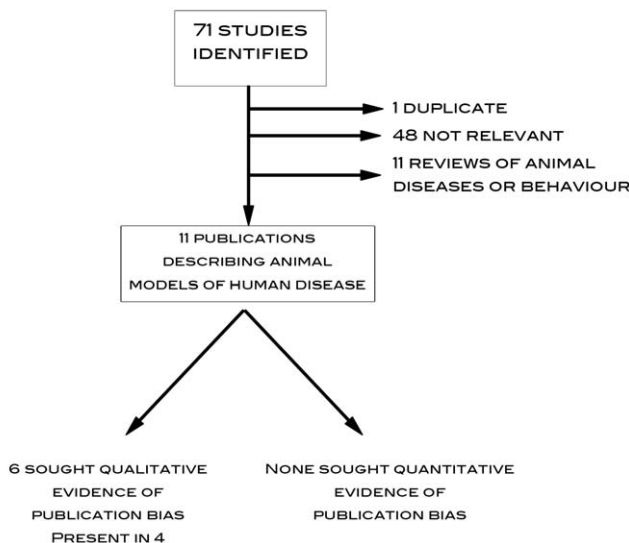 71 STUDIES
IDENTIFIED
1 DUPLICATE
48 NOT RELEVANT
11 REVIEWS OF ANIMAL
DISEASES OR BEHAVIOUR
11 PUBLICATIONS
DESCRIBING ANIMAL
MODELS OF HUMAN DISEASE
6 SOUGHT QUALITATIVE
EVIDENCE OF
PUBLICATION BIAS
PRESENT IN 4
NONE SOUGHT QUANTITATIVE
EVIDENCE OF
PUBLICATION BIAS